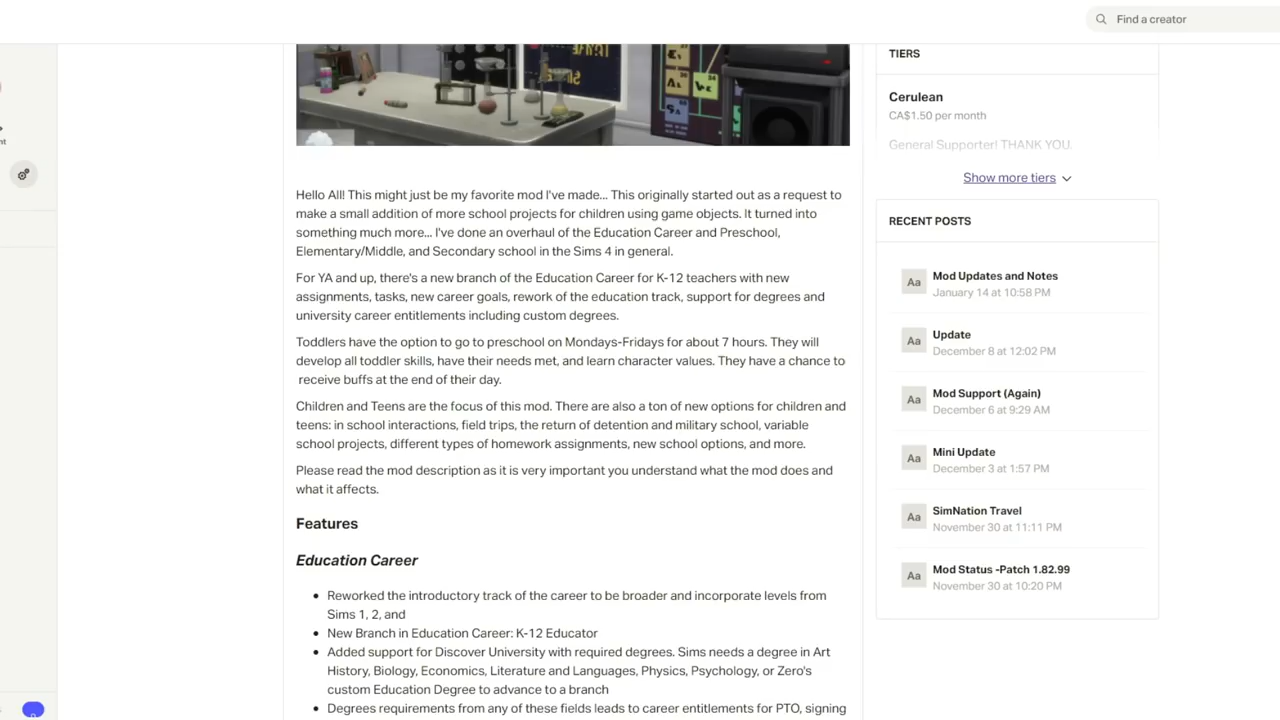 Find a creator
TIERS
Cerulean
CA$1.50 per month
General Supporter! THANK YOU.
Show more tiers
RECENT POSTS
Aa
Mod Updates and Notes
January 14 at 10:58 PM
Aa
Update
December 8 at 12:02 PM
Aa
Mod Support (Again)
December 6 at 9:29 AM
Aa
Mini Update
December 3 at 1:57 PM
Aa
SimNation Travel
November 30 at 11:11 PM
Aa
Mod Status -Patch 1.82.99
November 30 at 10:20 PM
Hello All! This might just be my favorite mod I've made... This originally started out as a request to
make a small addition of more school projects for children using game objects. It turned into
something much more... I've done an overhaul of the Education Career and Preschool,
Elementary/Middle, and Secondary school in the Sims 4 in general.
For YA and up, there's a new branch of the Education Career for K-12 teachers with new
assignments, tasks, new career goals, rework of the education track, support for degrees and
university career entitlements including custom degrees.
Toddlers have the option to go to preschool on Mondays-Fridays for about 7 hours. They will
develop all toddler skills, have their needs met, and learn character values. They have a chance to
receive buffs at the end of their day.
Children and Teens are the focus of this mod. There are also a ton of new options for children and
teens: in school interactions, field trips, the return of detention and military school, variable
school projects, different types of homework assignments, new school options, and more.
Please read the mod description as it is very important you understand what the mod does and
what it affects.
Features
Education Career
Reworked the introductory track of the career to be broader and incorporate levels from
Sims 1, 2, and
New Branch in Education Career: K-12 Educator
Added support for Discover University with required degrees. Sims needs a degree in Art
History, Biology, Economics, Literature and Languages, Physics, Psychology, or Zero's
custom Education Degree to advance to a branch
Degrees requirements from any of these fields leads to career entitlements for PTO, signing